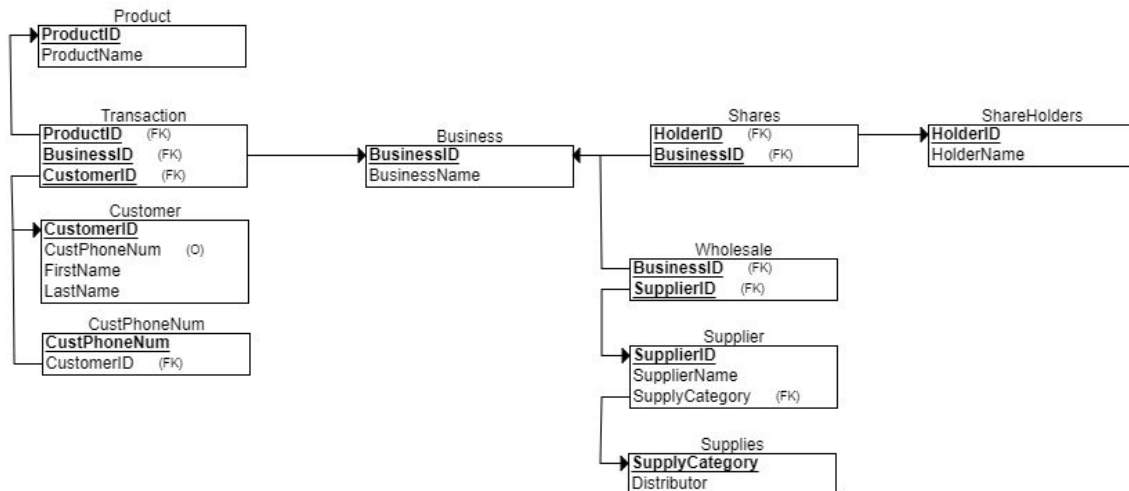 Product
ProductID
ProductName
Transaction
ProductID (FK)
BusinessID (FK)
CustomerID (FK)
Customer
CustomerID
CustPhoneNum (O)
FirstName
LastName
CustPhoneNum
CustPhoneNum
CustomerID (FK)
Business
BusinessID
BusinessName
Shares
HolderID (FK)
BusinessID (FK)
ShareHolders
HolderID
HolderName
Wholesale
BusinessID (FK)
SupplierID (FK)
Supplier
SupplierID
SupplierName
SupplyCategory (FK)
Supplies
SupplyCategory
Distributor